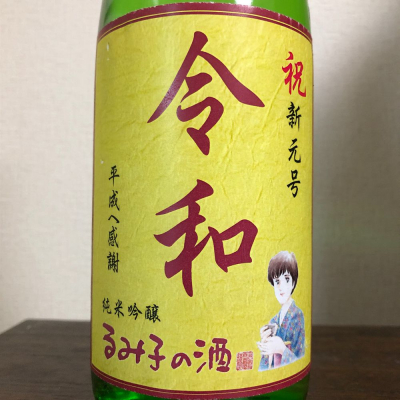 祝新元号
令和
平成へ感謝
純米吟醸
るみ子の酒